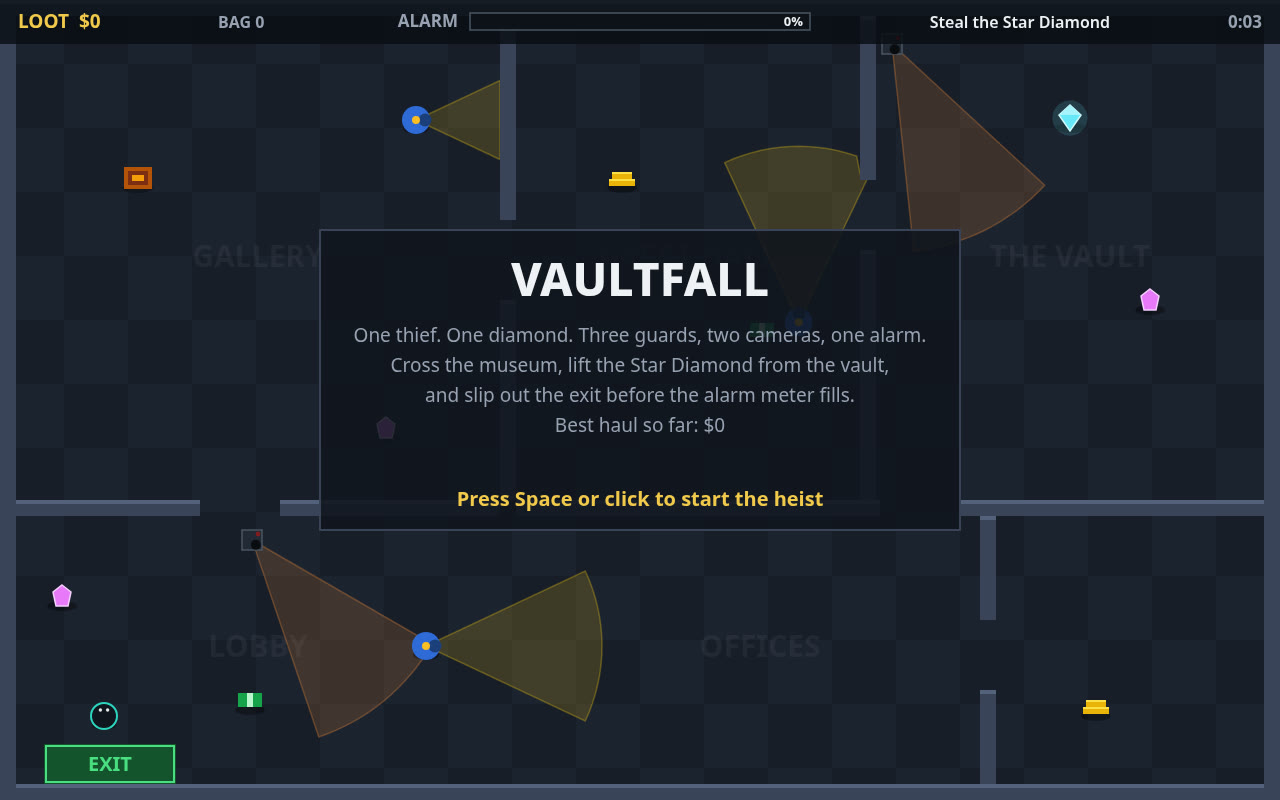 LOOT $0 BAG 0 ALARM 0% Steal the Star Diamond 0:03
GALLERY THE VAULT
VAULTFALL
One thief. One diamond. Three guards, two cameras, one alarm.
Cross the museum, lift the Star Diamond from the vault,
and slip out the exit before the alarm meter fills.
Best haul so far: $0
Press Space or click to start the heist
LOBBY OFFICES
EXIT